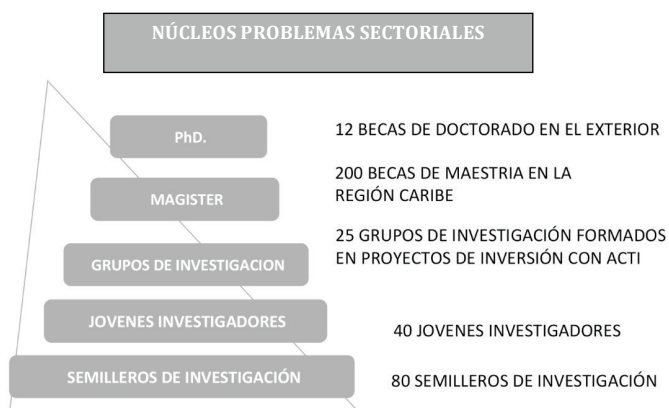 NÚCLEOS PROBLEMAS SECTORIALES
PhD.
12 BECAS DE DOCTORADO EN EL EXTERIOR
MAGISTER
200 BECAS DE MAESTRIA EN LA
REGIÓN CARIBE
GRUPOS DE INVESTIGACION
25 GRUPOS DE INVESTIGACIÓN FORMADOS
EN PROYECTOS DE INVERSIÓN CON ACTI
JOVENES INVESTIGADORES
40 JOVENES INVESTIGADORES
SEMILLEROS DE INVESTIGACIÓN
80 SEMILLEROS DE INVESTIGACIÓN